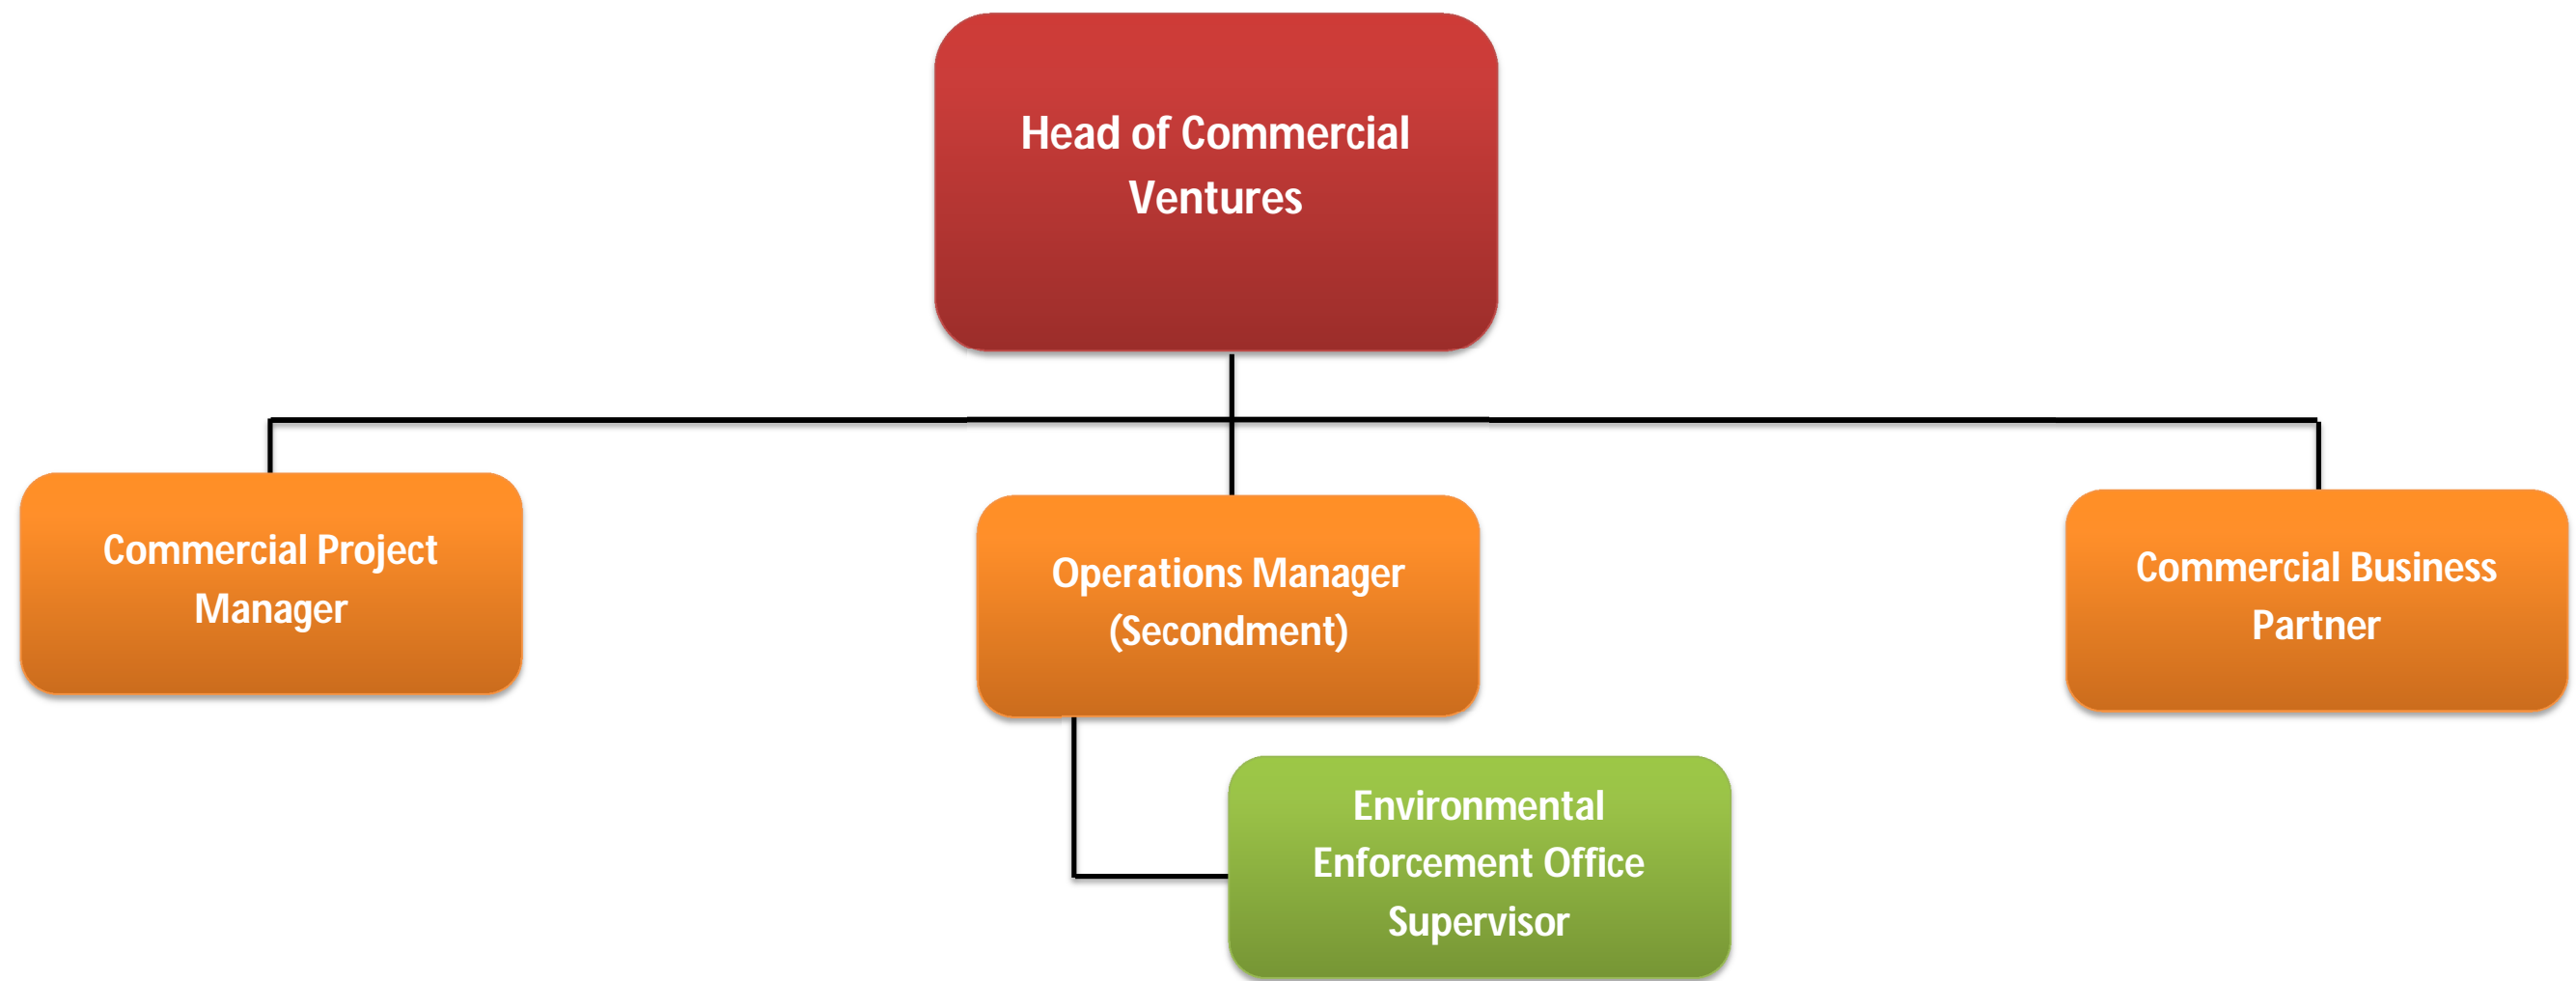 Head of Commercial
Ventures
Commercial Project
Manager
Operations Manager
(Secondment)
Commercial Business
Partner
Environmental
Enforcement Office
Supervisor